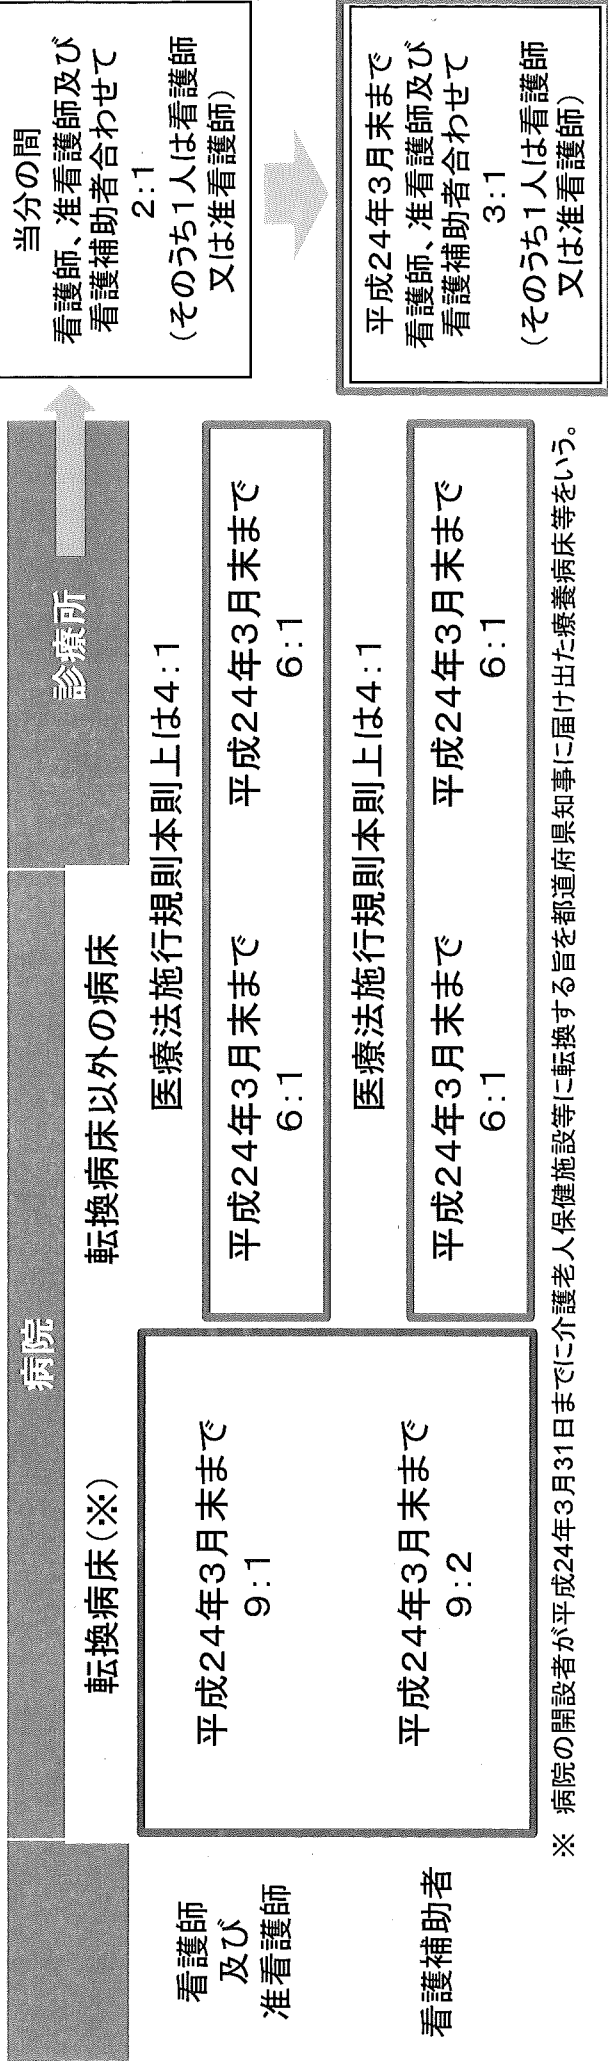 病院
診療所
転換病床(※)
転換病床以外の病床
看護師
及び
准看護師
平成24年3月末まで
9:1
医療法施行規則本則上は4:1
平成24年3月末まで
6:1
平成24年3月末まで
6:1
看護補助者
平成24年3月末まで
9:2
医療法施行規則本則上は4:1
平成24年3月末まで
6:1
平成24年3月末まで
6:1
当分の間
看護師、准看護師及び
看護補助者合わせて
2:1
(そのうち1人は看護師
又は准看護師)
平成24年3月末まで
看護師、准看護師及び
看護補助者合わせて
3:1
(そのうち1人は看護師
又は准看護師)
※ 病院の開設者が平成24年3月31日までに介護老人保健施設等に転換する旨を都道府県知事に届け出た療養病床等をいう。